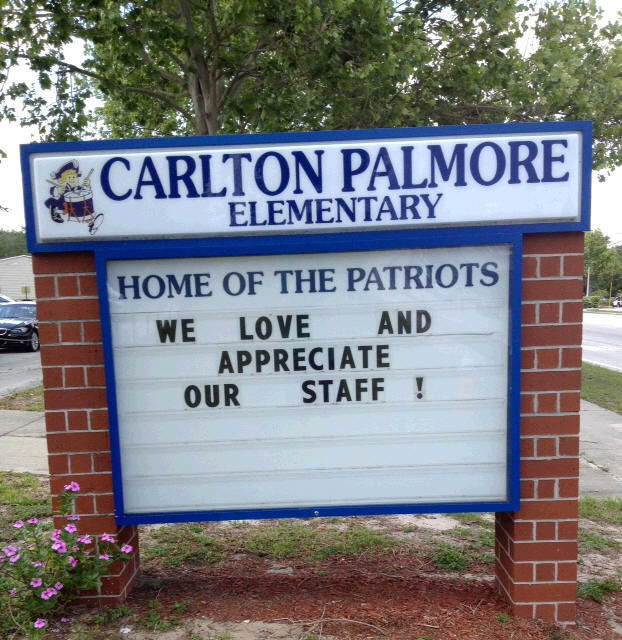 CARLTON PALMORE
ELEMENTARY
HOME OF THE PATRIOTS
WE LOVE AND
APPRECIATE
OUR STAFF !